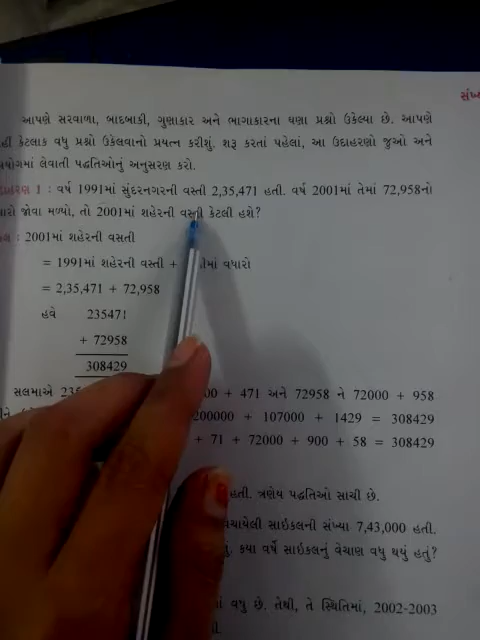 સંખ
આપણે સરવાળા, બાદબાકી, ગુણાકાર અને ભાગાકારના ઘણા પ્રશ્નો ઉકેલ્યા છે. આપણે
કેટલાક વધુ પ્રશ્નો ઉકેલવાનો પ્રયત્ન કરીશું. શરૂ કરતાં પહેલાં, આ ઉદાહરણો જુઓ અને
લેવાતી પદ્ધતિઓનું અનુસરણ કરો.
1 : વર્ષ 1991માં સુંદરનગરની વસ્તી 2,35,471 હતી. વર્ષ 2001માં તેમાં 72,958નો
જોવા મળ્યો, તો 2001માં શહેરની વસ્તી કેટલી હશે?
: 2001માં શહેરની વસતી
= 1991માં શહેરની વસ્તી + વધારો
= 2,35,471 + 72,958
હવે 235471
+ 72958
308429
સલમાએ + 471 અને 72958 ને 72000 + 958
200000 + 107000 + 1429 = 308429
+ 71 + 72000 + 900 + 58 = 308429
હતી. ત્રણેય પદ્ધતિઓ સાચી છે.
વેચાયેલી સાઇકલની સંખ્યા 7,43,000 હતી.
કયા વર્ષે સાઇકલનું વેચાણ વધુ થયું હતું?
વધુ છે. તેથી, તે સ્થિતિમાં, 2002-2003